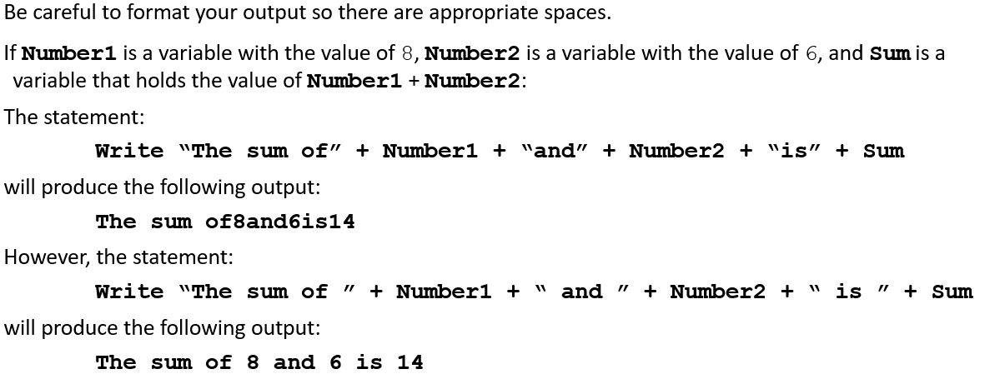 Be careful to format your output so there are appropriate spaces.
If Number1 is a variable with the value of 8, Number2 is a variable with the value of 6, and Sum is a
variable that holds the value of Number1 + Number2:
The statement:
Write “The sum of” + Number1 + “and” + Number2 + “is” + Sum
will produce the following output:
The sum of8and6is14
However, the statement:
Write “The sum of ” + Number1 + “ and ” + Number2 + “ is ” + Sum
will produce the following output:
The sum of 8 and 6 is 14